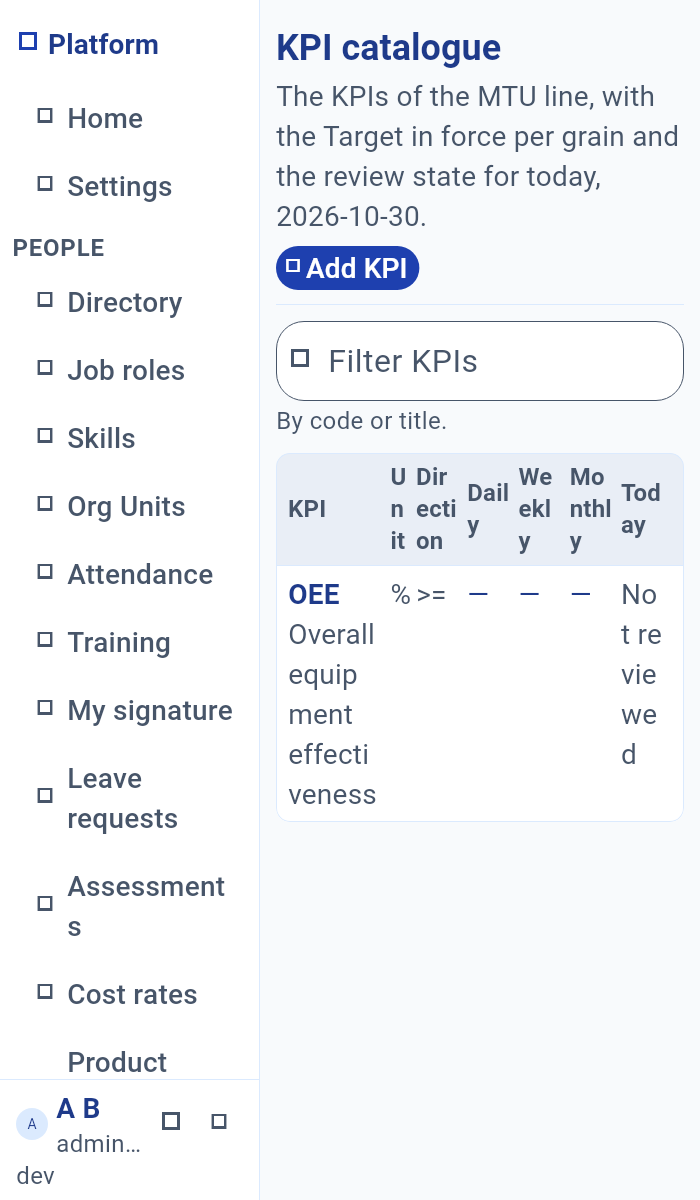 Platform
Home
Settings
PEOPLE
Directory
Job roles
Skills
Org Units
Attendance
Training
My signature
Leave
requests
Assessment
s
Cost rates
Product
A
A B
admin…
dev
KPI catalogue
The KPIs of the MTU line, with
the Target in force per grain and
the review state for today,
2026-10-30.
Add KPI
Filter KPIs
By code or title.
KPI
U
n
it
Dir
ecti
on
Dail
y
We
ekl
y
Mo
nthl
y
Tod
ay
OEE
Overall
equip
ment
effecti
veness
%
>=
—
—
—
No
t re
vie
we
d